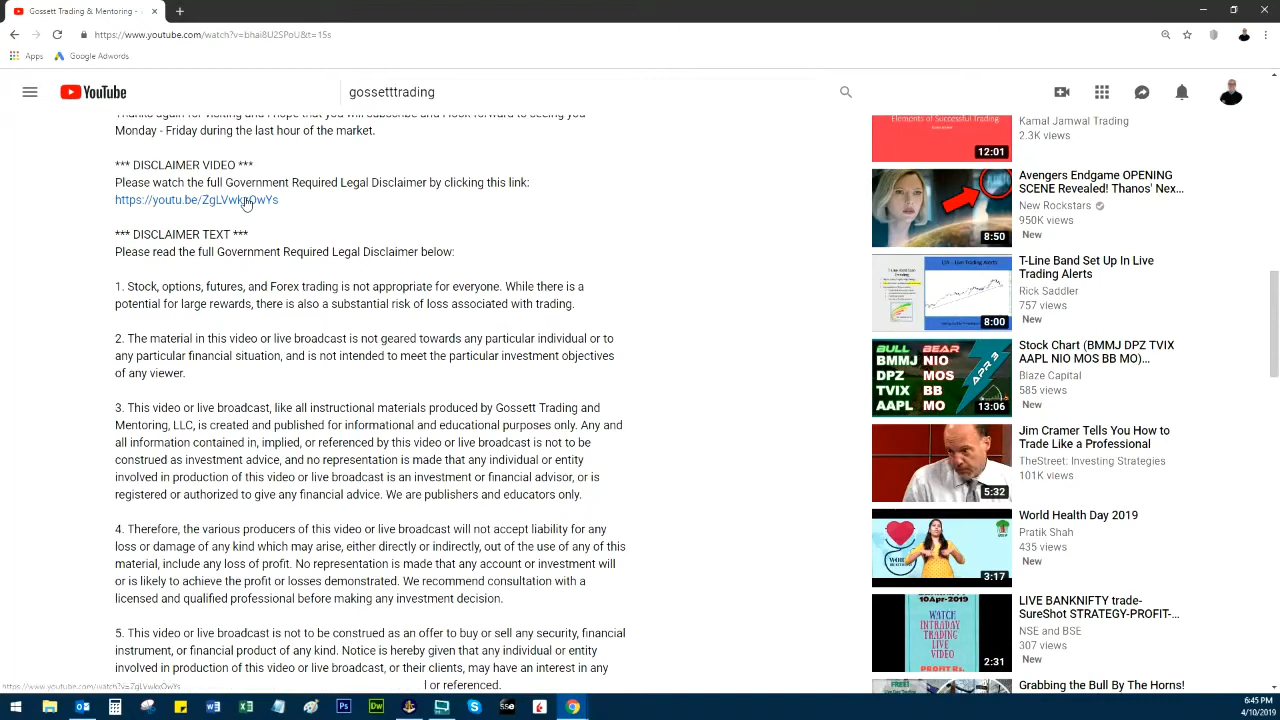 Gossett Trading & Mentoring -
https://www.youtube.com/watch?v=bhai8U2SPoU&t=15s
Apps
Google Adwords
YouTube
gossetttrading
Monday - Friday during the last hour of the market.
*** DISCLAIMER VIDEO ***
Please watch the full Government Required Legal Disclaimer by clicking this link:
*** DISCLAIMER TEXT ***
Please read the full Government Required Legal Disclaimer below:
1. Stock, Options, Futures, and Forex trading is not appropriate for everyone. While there is a
potential for big rewards, there is also a substantial risk of loss associated with trading.
2. The material in this video or live broadcast is not geared towards any particular individual or to
any particular trading situation, and is not intended to meet the particular investment objectives
of any viewer.
3. This video or live broadcast, like all instructional materials produced by Gossett Trading and
Mentoring, LLC, is created and published for informational and educational purposes only. Any and
all information contained in, implied, or referenced by this video or live broadcast is not to be
construed as investment advice, and no representation is made that any individual or entity
involved in production of this video or live broadcast is an investment or financial advisor, or is
registered or authorized to give any financial advice. We are publishers and educators only.
4. Therefore, the various producers of this video or live broadcast will not accept liability for any
loss or damage of any kind which may arise, either directly or indirectly, out of the use of any of this
material, include any loss of profit. No representation is made that any account or investment will
or is likely to achieve the profit or losses demonstrated. We recommend consultation with a
licensed and qualified professional before making any investment decision.
5. This video or live broadcast is not to be construed as an offer to buy or sell any security, financial
instrument, or financial product of any kind. Notice is hereby given that any individual or entity
involved in production of this video or live broadcast, or their clients, may have an interest in any
l or referenced.
Elements of Successful Trading
12:01
Kamal Jamwal Trading
2.3K views
8:50
Avengers Endgame OPENING
SCENE Revealed! Thanos' Nex...
New Rockstars
950K views
New
Live Trading Alerts
8:00
T-Line Band Set Up In Live
Trading Alerts
Rick Saddler
757 views
New
BULL BEAR
BMMJ NIO
DPZ MOS
TVIX BB
AAPL MO
APR 3
13:06
Stock Chart (BMMJ DPZ TVIX
AAPL NIO MOS BB MO)...
Blaze Capital
585 views
New
5:32
Jim Cramer Tells You How to
Trade Like a Professional
TheStreet: Investing Strategies
101K views
3:17
World Health Day 2019
Pratik Shah
435 views
New
10Apr-2019
WATCH
INTRADAY
TRADING
LIVE
VIDEO
PROFIT Rs.
2:31
LIVE BANKNIFTY trade-
SureShot STRATEGY-PROFIT-...
NSE and BSE
307 views
New
FREE!
Grabbing the Bull By The Horns!
6:45 PM
4/10/2019